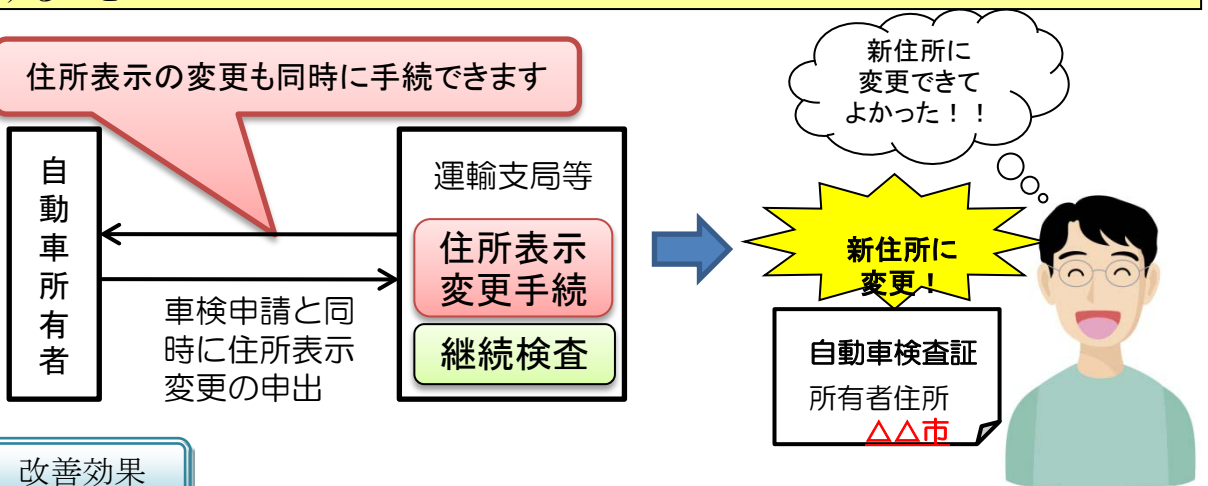 住所表示の変更も同時に手続できます
自動車所有者
運輸支局等
住所表示
変更手続
継続検査
車検申請と同
時に住所表示
変更の申出
新住所に
変更できて
よかった！！
新住所に
変更！
自動車検査証
所有者住所
△△市
改善効果